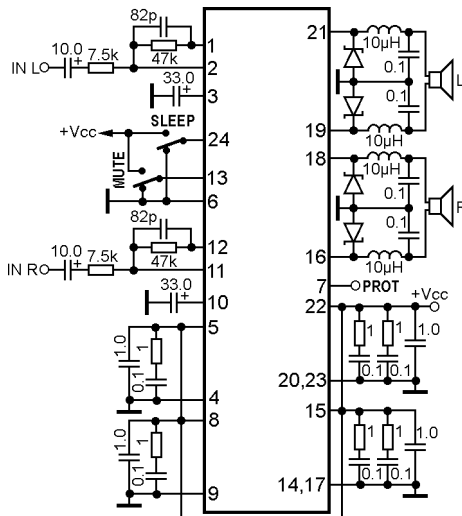 82p
10.0
+
7.5k
47k
IN L
1
2
33.0
+
3
SLEEP
+Vcc
24
MUTE
13
6
82p
10.0
+
7.5k
47k
IN R
12
11
33.0
+
10
5
1.0
1
0.1
4
8
1.0
1
0.1
9
21
10µH
0.1
L
0.1
19
10µH
18
10µH
0.1
R
0.1
16
10µH
7
PROT
22
+Vcc
1
1
1.0
0.1
0.1
20,23
15
1
1
1.0
0.1
0.1
14,17